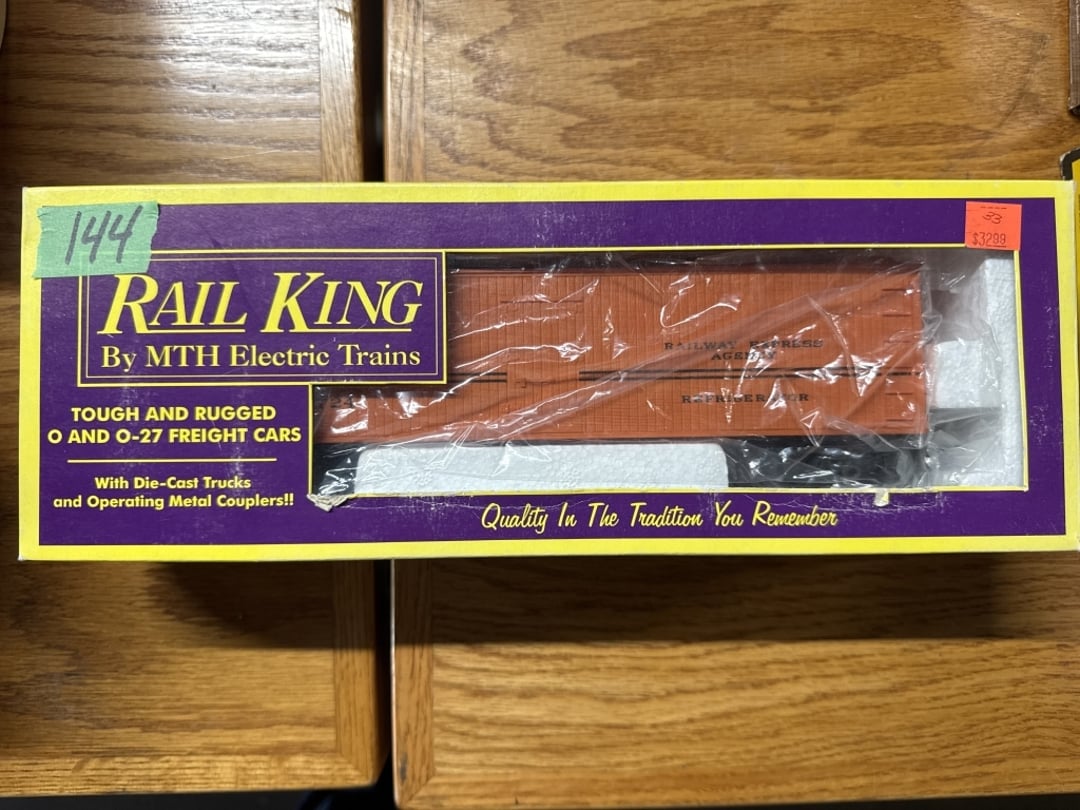 144
33
$32.99
RAIL KING
By MTH Electric Trains
TOUGH AND RUGGED
O AND O-27 FREIGHT CARS
With Die-Cast Trucks
and Operating Metal Couplers!!
RAILWAY EXPRESS
AGENCY
REFRIGERATOR
Quality In The Tradition You Remember